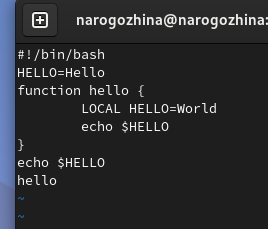 narogozhina@narogozhina:
#!/bin/bash
HELLO=Hello
function hello {
        LOCAL HELLO=World
        echo $HELLO
}
echo $HELLO
hello
~
~